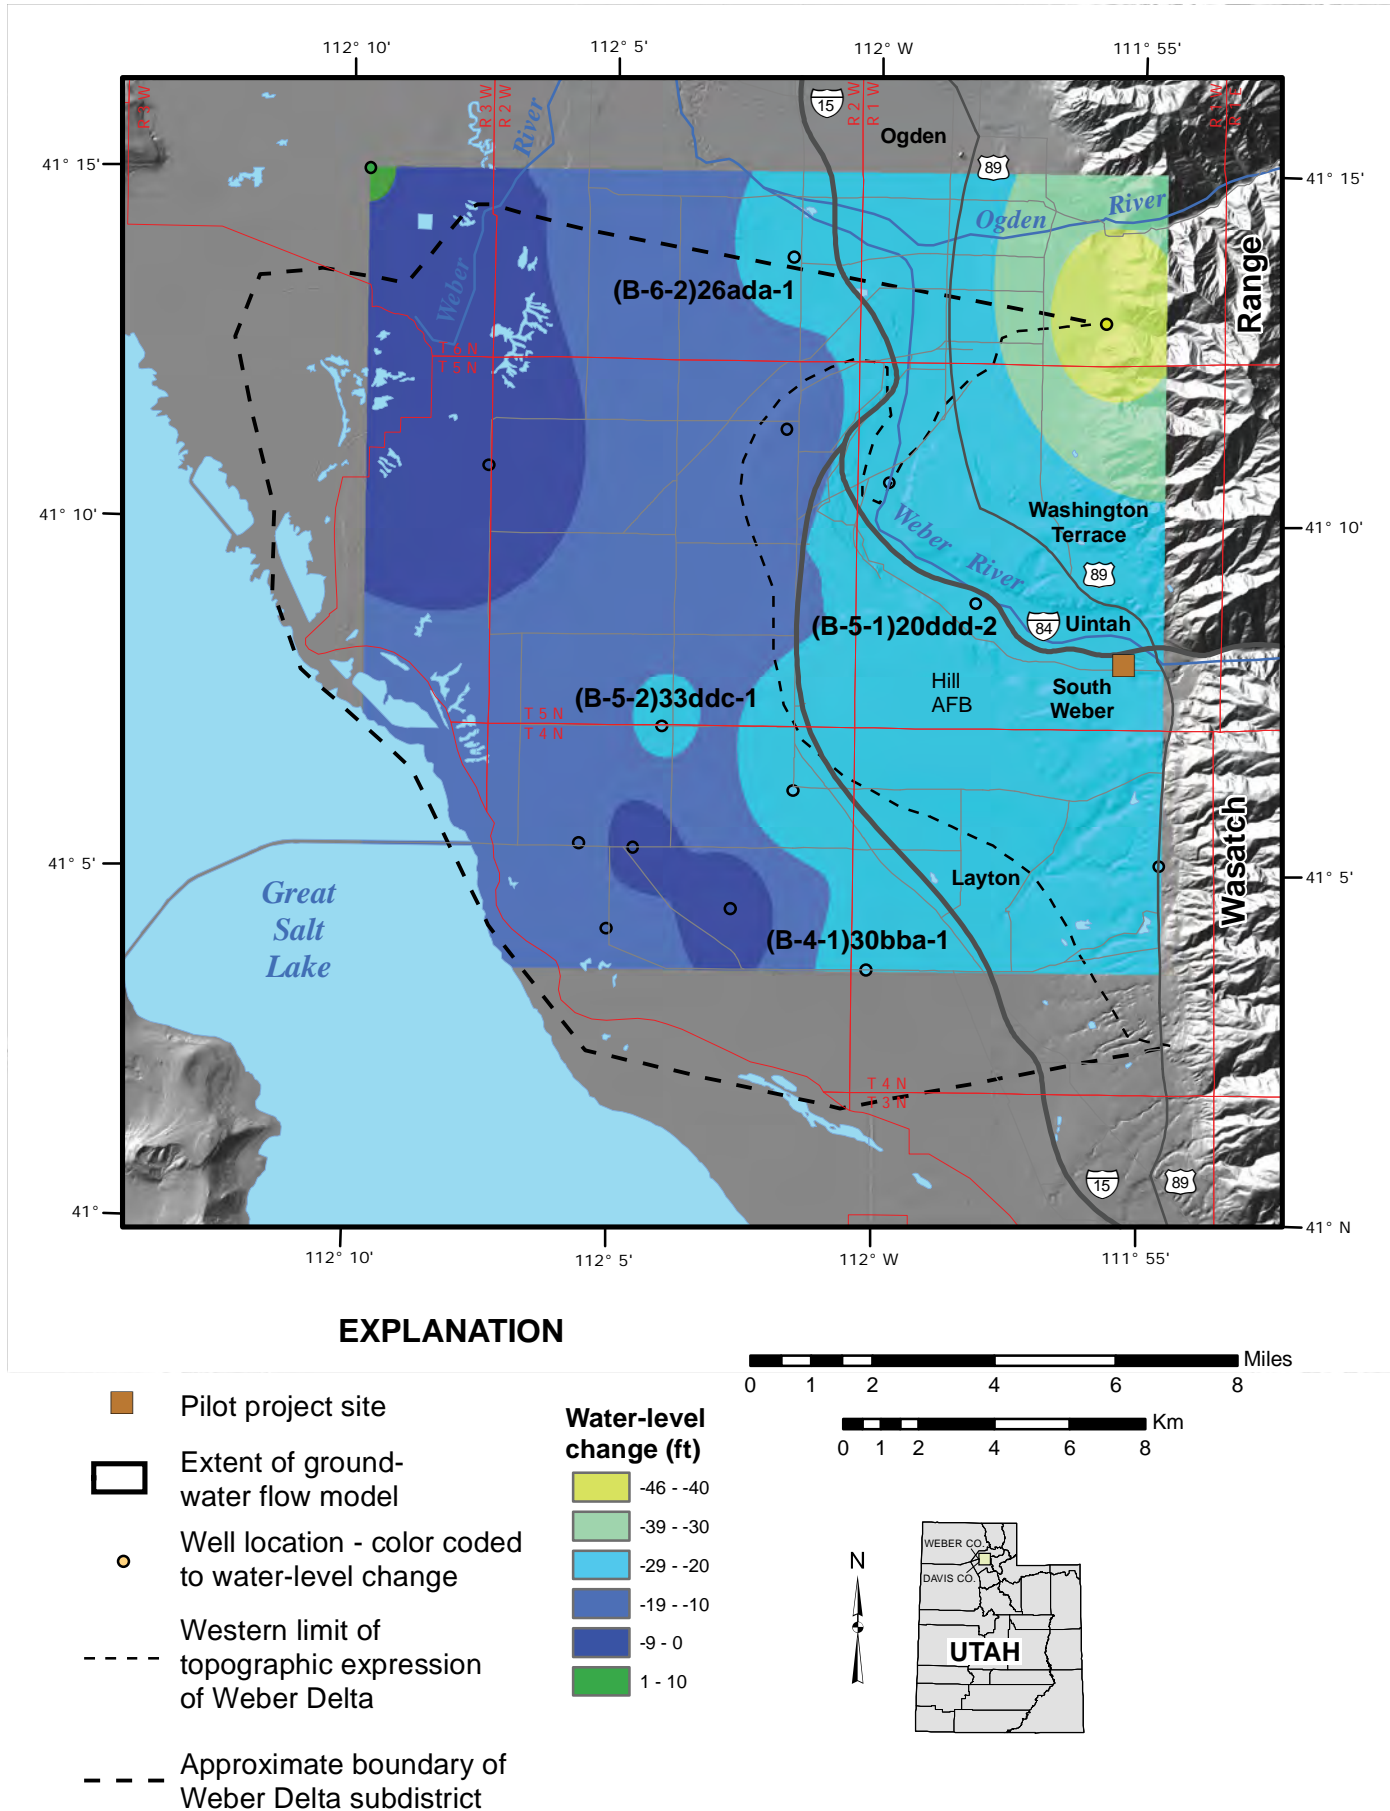 112° 10'
112° 5'
112° W
111° 55'
R 3 W
R 3 W
R 2 W
River
15
R 2 W
R 1 W
Ogden
R 1 W
R 1 E
89
41° 15'
41° 15'
Ogden
River
Weber
(B-6-2)26ada-1
Range
T 6 N
T 5 N
41° 10'
41° 10'
Weber
River
Washington
Terrace
89
(B-5-1)20ddd-2
84
Uintah
Hill
AFB
South
Weber
(B-5-2)33ddc-1
T 5 N
T 4 N
Wasatch
41° 5'
41° 5'
Great
Salt
Lake
Layton
(B-4-1)30bba-1
T 4 N
T 3 N
15
89
41°
41° N
112° 10'
112° 5'
112° W
111° 55'
EXPLANATION
Miles
0 1 2 4 6 8
Km
0 1 2 4 6 8
Pilot project site
Extent of ground-
water flow model
Well location - color coded
to water-level change
Western limit of
topographic expression
of Weber Delta
Approximate boundary of
Weber Delta subdistrict
Water-level
change (ft)
-46 - -40
-39 - -30
-29 - -20
-19 - -10
-9 - 0
1 - 10
N
WEBER CO.
DAVIS CO.
UTAH